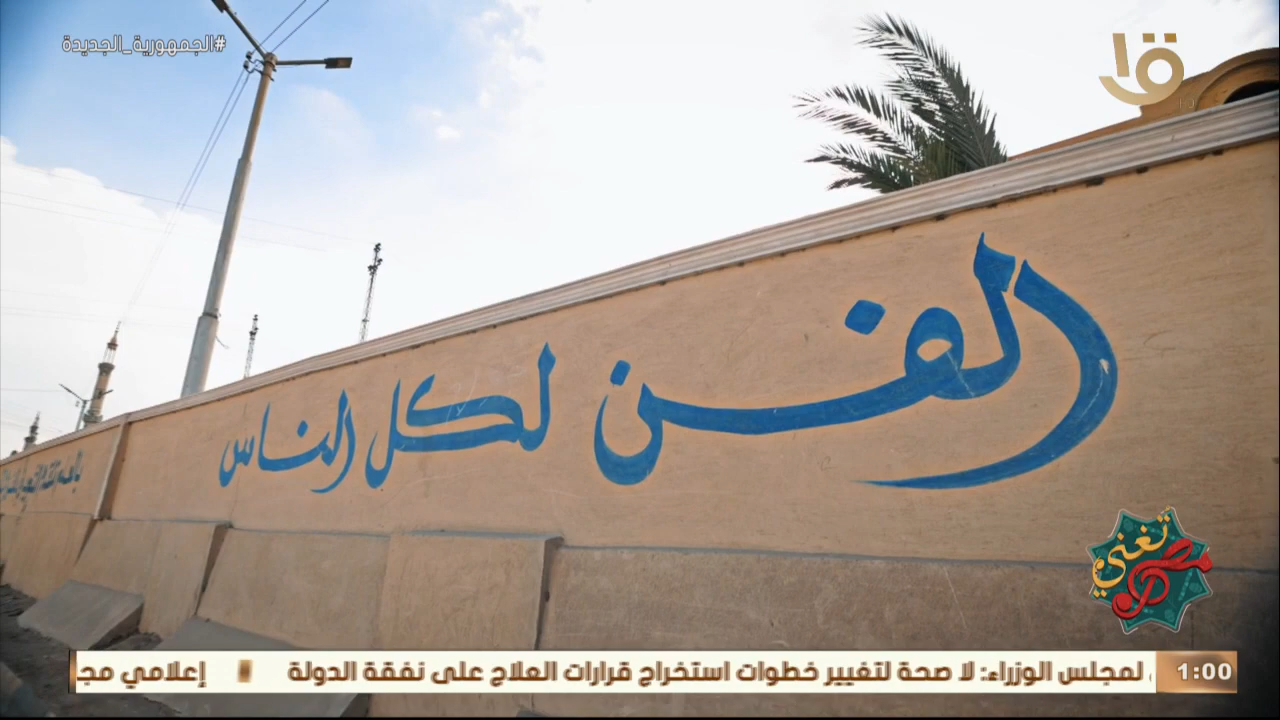 #الجمهورية_الجديدة
الفن لكل الناس
مصر تغني
لمجلس الوزراء: لا صحة لتغيير خطوات استخراج قرارات العلاج على نفقة الدولة
إعلامي
1:00